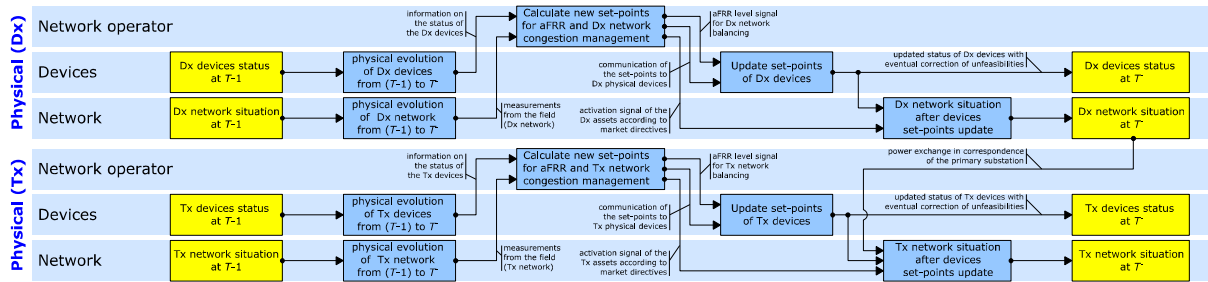 Physical (Dx)
Network operator
information on
the status of
the Dx devices
Calculate new set-points
for aFRR and Dx network
congestion management
aFRR level signal
for Dx network
balancing
Devices
Dx devices status
at T-1
physical evolution
of Dx devices
from (T-1) to T-
communication of
the set-points to
Dx physical devices
Update set-points
of Dx devices
updated status of Dx devices with
eventual correction of unfeasibilities
Dx devices status
at T-
Network
Dx network situation
at T-1
physical evolution
of Dx network
from (T-1) to T-
measurements
from the field
(Dx network)
activation signal of the
Dx assets according to
market directives
Dx network situation
after devices
set-points update
Dx network situation
at T-
Physical (Tx)
Network operator
information on
the status of
the Tx devices
Calculate new set-points
for aFRR and Tx network
congestion management
aFRR level signal
for Tx network
balancing
power exchange in correspondence
of the primary substation
Devices
Tx devices status
at T-1
physical evolution
of Tx devices
from (T-1) to T-
communication of
the set-points to
Tx physical devices
Update set-points
of Tx devices
updated status of Tx devices with
eventual correction of unfeasibilities
Tx devices status
at T-
Network
Tx network situation
at T-1
physical evolution
of Tx network
from (T-1) to T-
measurements
from the field
(Tx network)
activation signal of the
Tx assets according to
market directives
Tx network situation
after devices
set-points update
Tx network situation
at T-